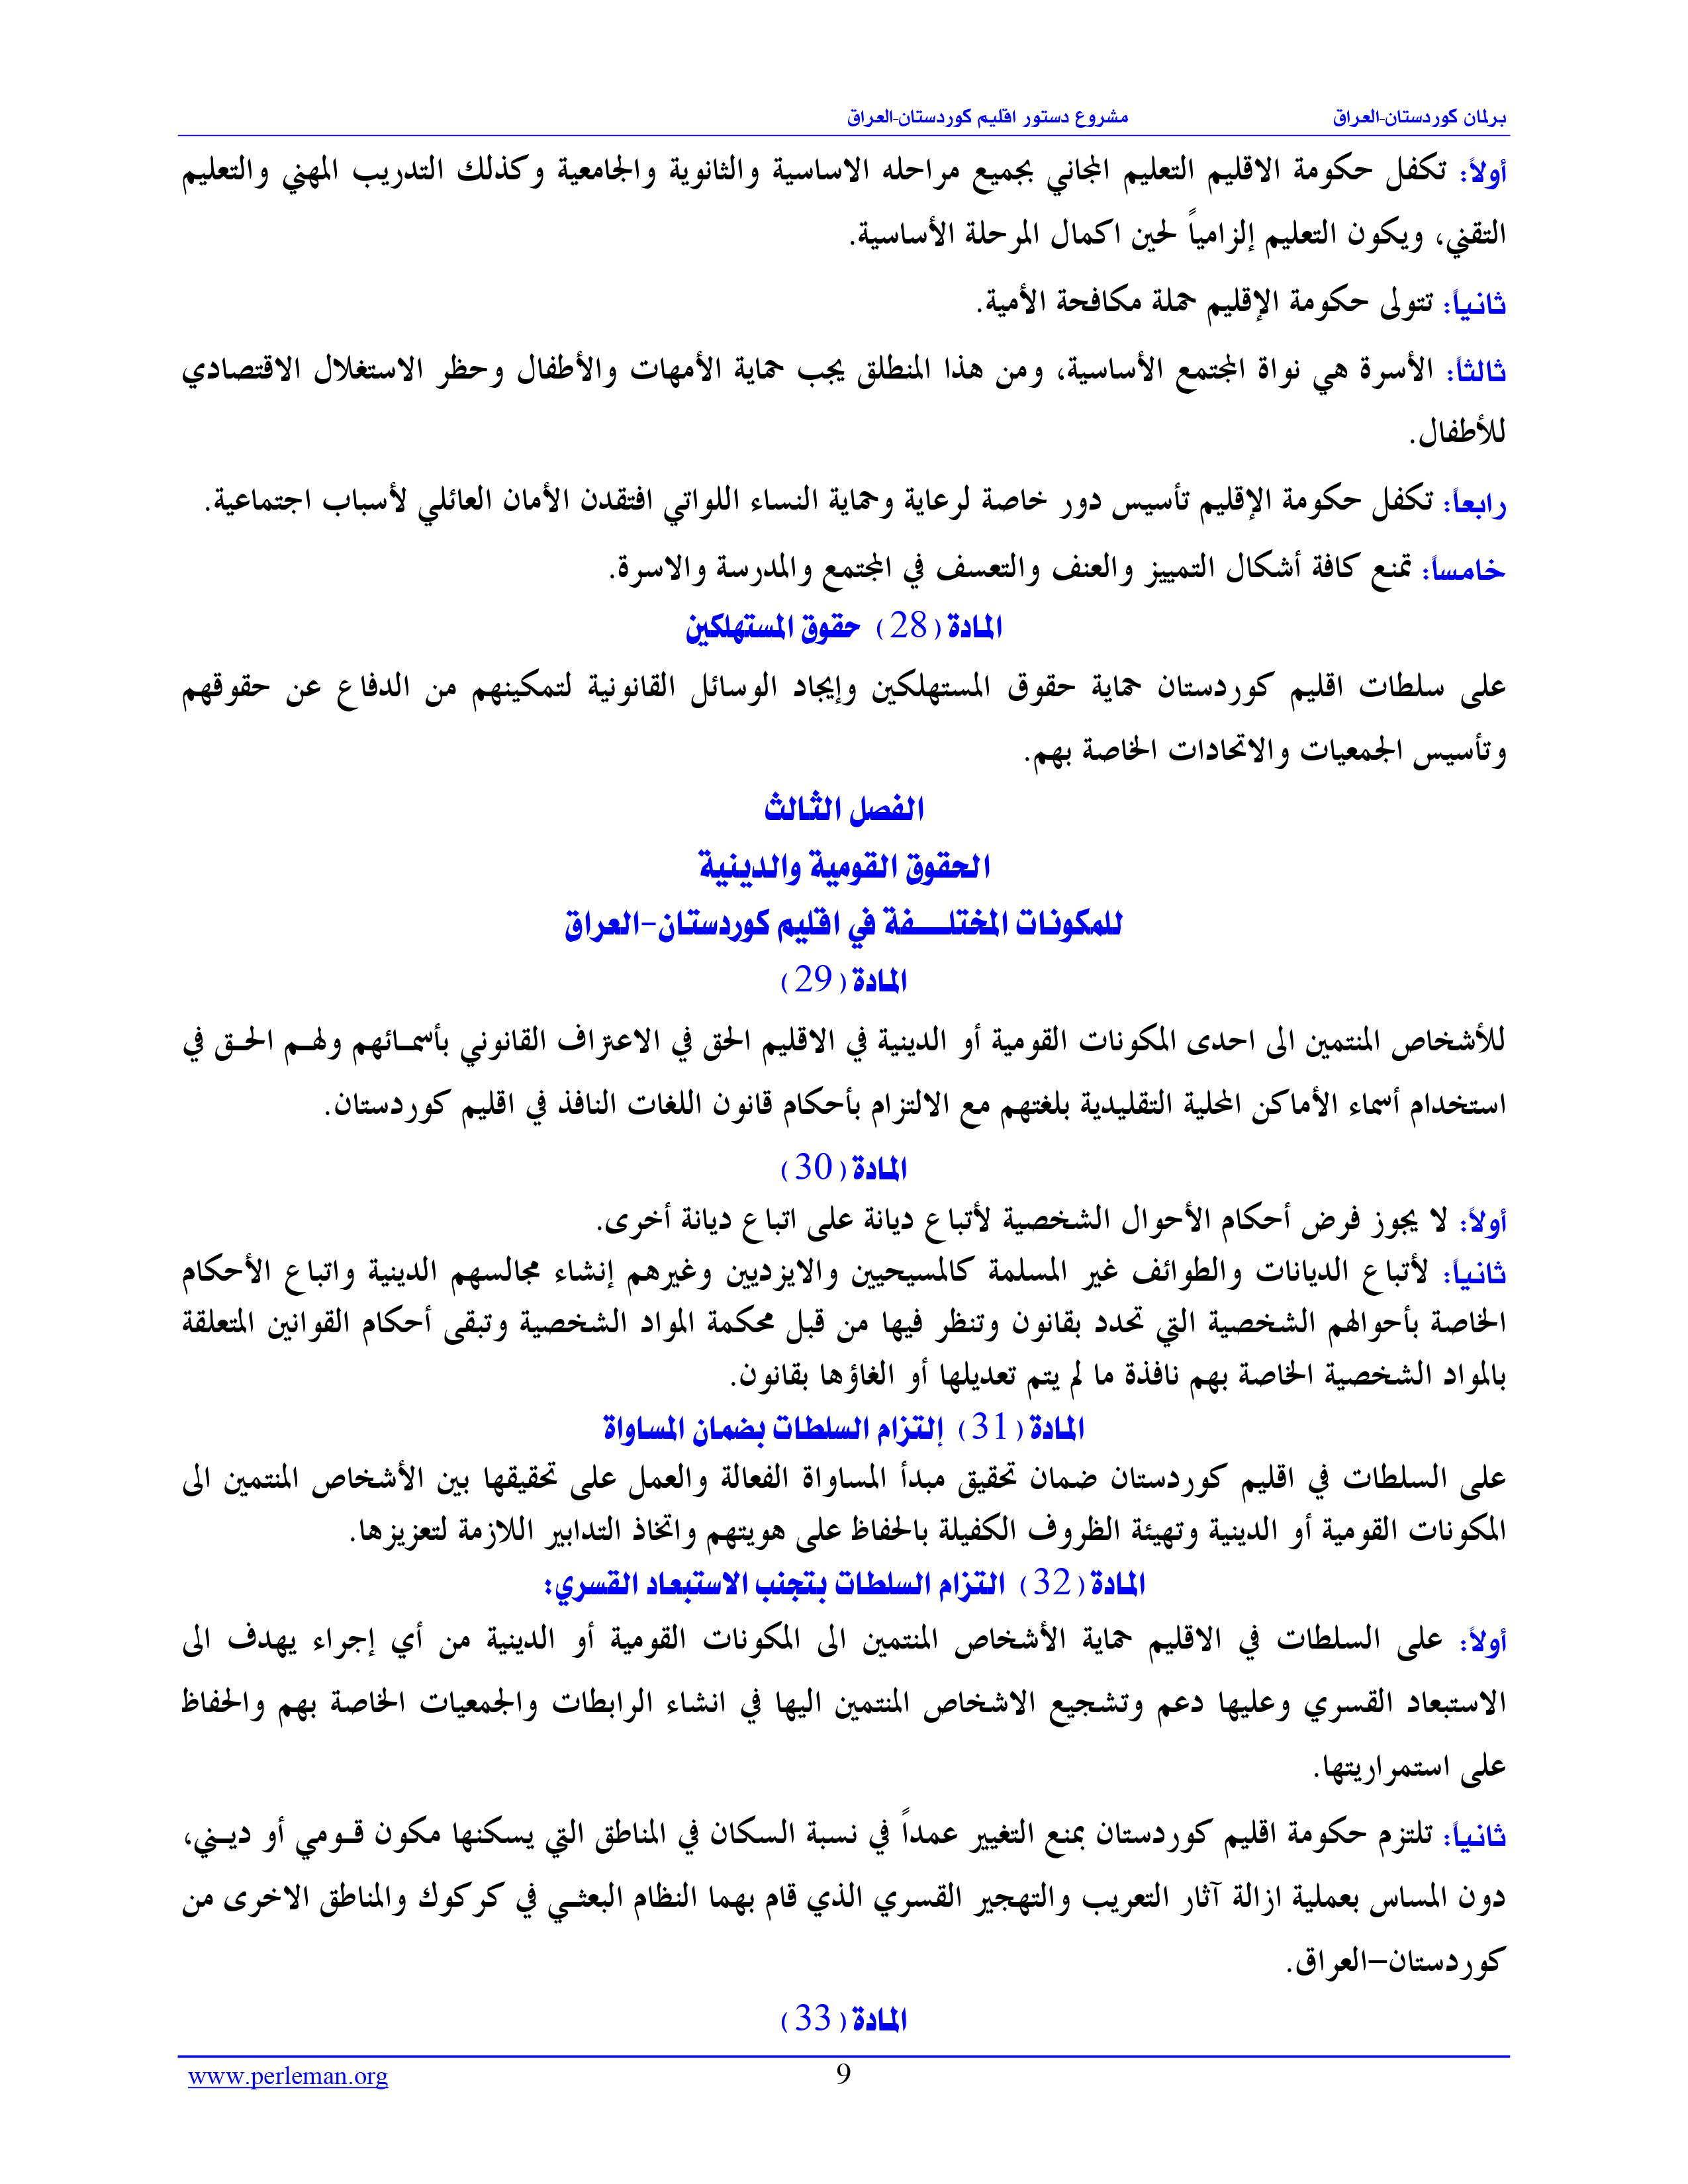 برلمان كوردستان-العراق مشروع دستور اقليم كوردستان-العراق
أولاً: تكفل حكومة الاقليم التعليم المجاني بجميع مراحله الاساسية والثانوية والجامعية وكذلك التدريب المهني والتعليم
التقني، ويكون التعليم إلزامياً لحين اكمال المرحلة الأساسية.
ثانياً: تتولى حكومة الإقليم حملة مكافحة الأمية.
ثالثاً: الأسرة هي نواة المجتمع الأساسية، ومن هذا المنطلق يجب حماية الأمهات والأطفال وحظر الاستغلال الاقتصادي
للأطفال.
رابعاً: تكفل حكومة الإقليم تأسيس دور خاصة لرعاية وحماية النساء اللواتي افتقدن الأمان العائلي لأسباب اجتماعية.
خامساً: تمنع كافة أشكال التمييز والعنف والتعسف في المجتمع والمدرسة والاسرة.
المادة (28) حقوق المستهلكين
على سلطات اقليم كوردستان حماية حقوق المستهلكين وإيجاد الوسائل القانونية لتمكينهم من الدفاع عن حقوقهم
وتأسيس الجمعيات والاتحادات الخاصة بهم.
الفصل الثالث
الحقوق القومية والدينية
للمكونات المختلـــفة في اقليم كوردستان-العراق
المادة (29)
للأشخاص المنتمين الى احدى المكونات القومية أو الدينية في الاقليم الحق في الاعتراف القانوني بأسمـائهم ولهـم الحـق في
استخدام أسماء الأماكن المحلية التقليدية بلغتهم مع الالتزام بأحكام قانون اللغات النافذ في اقليم كوردستان.
المادة (30)
أولاً: لا يجوز فرض أحكام الأحوال الشخصية لأتباع ديانة على اتباع ديانة أخرى.
ثانياً: لأتباع الديانات والطوائف غير المسلمة كالمسيحيين والايزديين وغيرهم إنشاء مجالسهم الدينية واتباع الأحكام
الخاصة بأحوالهم الشخصية التي تحدد بقانون وتنظر فيها من قبل محكمة المواد الشخصية وتبقى أحكام القوانين المتعلقة
بالمواد الشخصية الخاصة بهم نافذة ما لم يتم تعديلها أو الغاؤها بقانون.
المادة (31) إلتزام السلطات بضمان المساواة
على السلطات في اقليم كوردستان ضمان تحقيق مبدأ المساواة الفعالة والعمل على تحقيقها بين الأشخاص المنتمين الى
المكونات القومية أو الدينية وتهيئة الظروف الكفيلة بالحفاظ على هويتهم واتخاذ التدابير اللازمة لتعزيزها.
المادة (32) التزام السلطات بتجنب الاستبعاد القسري:
أولاً: على السلطات في الاقليم حماية الأشخاص المنتمين الى المكونات القومية أو الدينية من أي إجراء يهدف الى
الاستبعاد القسري وعليها دعم وتشجيع الاشخاص المنتمين اليها في انشاء الرابطات والجمعيات الخاصة بهم والحفاظ
على استمراريتها.
ثانياً: تلتزم حكومة اقليم كوردستان بمنع التغيير عمداً في نسبة السكان في المناطق التي يسكنها مكون قـومي أو ديـني،
دون المساس بعملية ازالة آثار التعريب والتهجير القسري الذي قام بهما النظام البعثـي في كركوك والمناطق الاخرى من
كوردستان–العراق.
المادة (33)
www.perleman.org 9